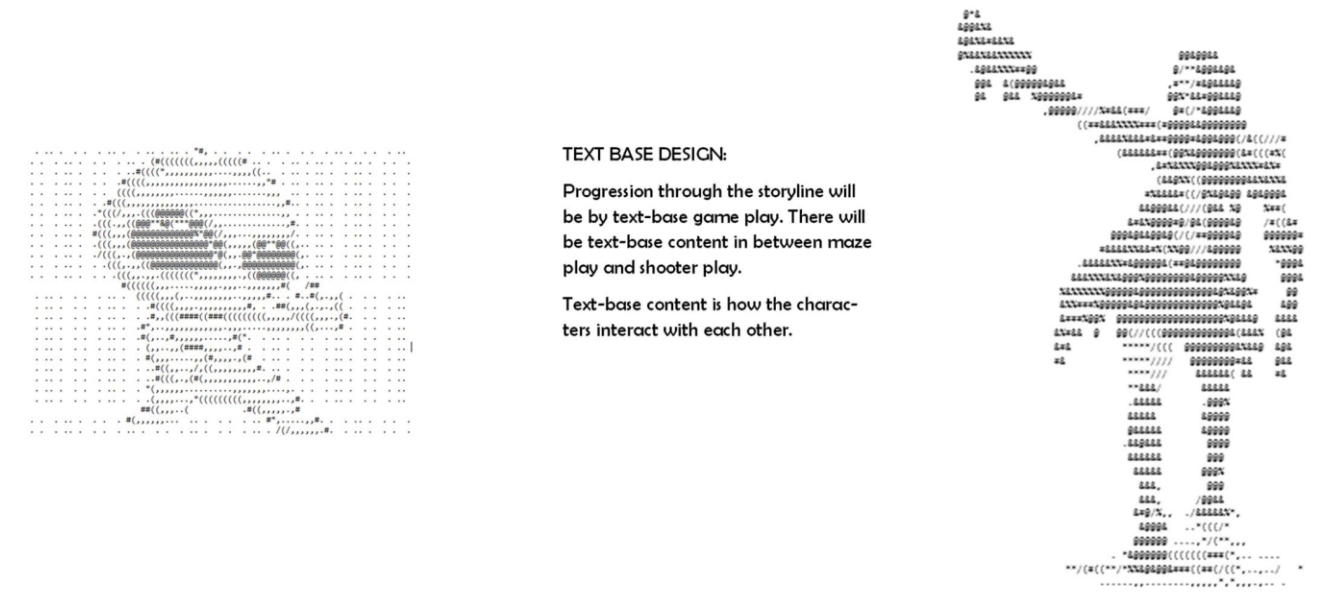 TEXT BASE DESIGN:
Progression through the storyline will
be by text-base game play. There will
be text-base content in between maze
play and shooter play.
Text-base content is how the charac-
ters interact with each other.